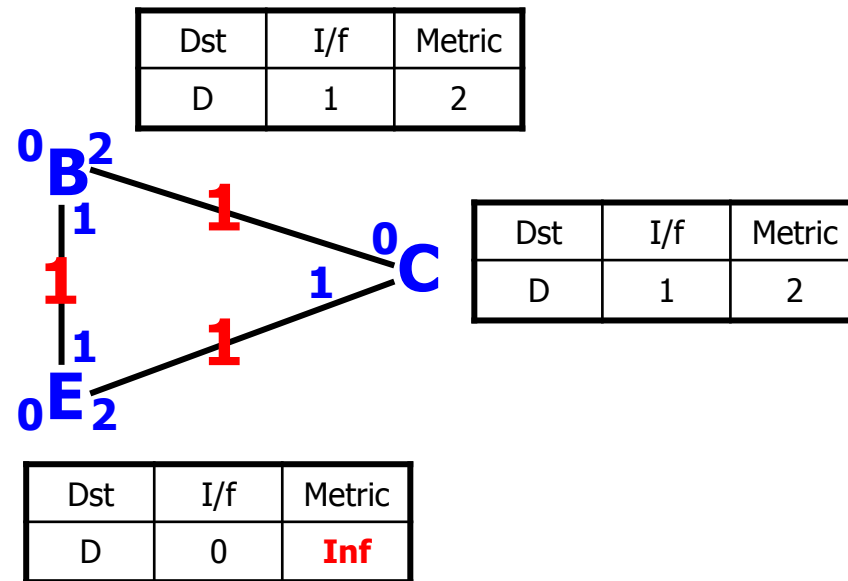 Dst I/f Metric
D 1 2
0 B 2
1
1
1
0 C
1
Dst I/f Metric
D 1 2
1
1
1
0 E 2
Dst I/f Metric
D 0 Inf